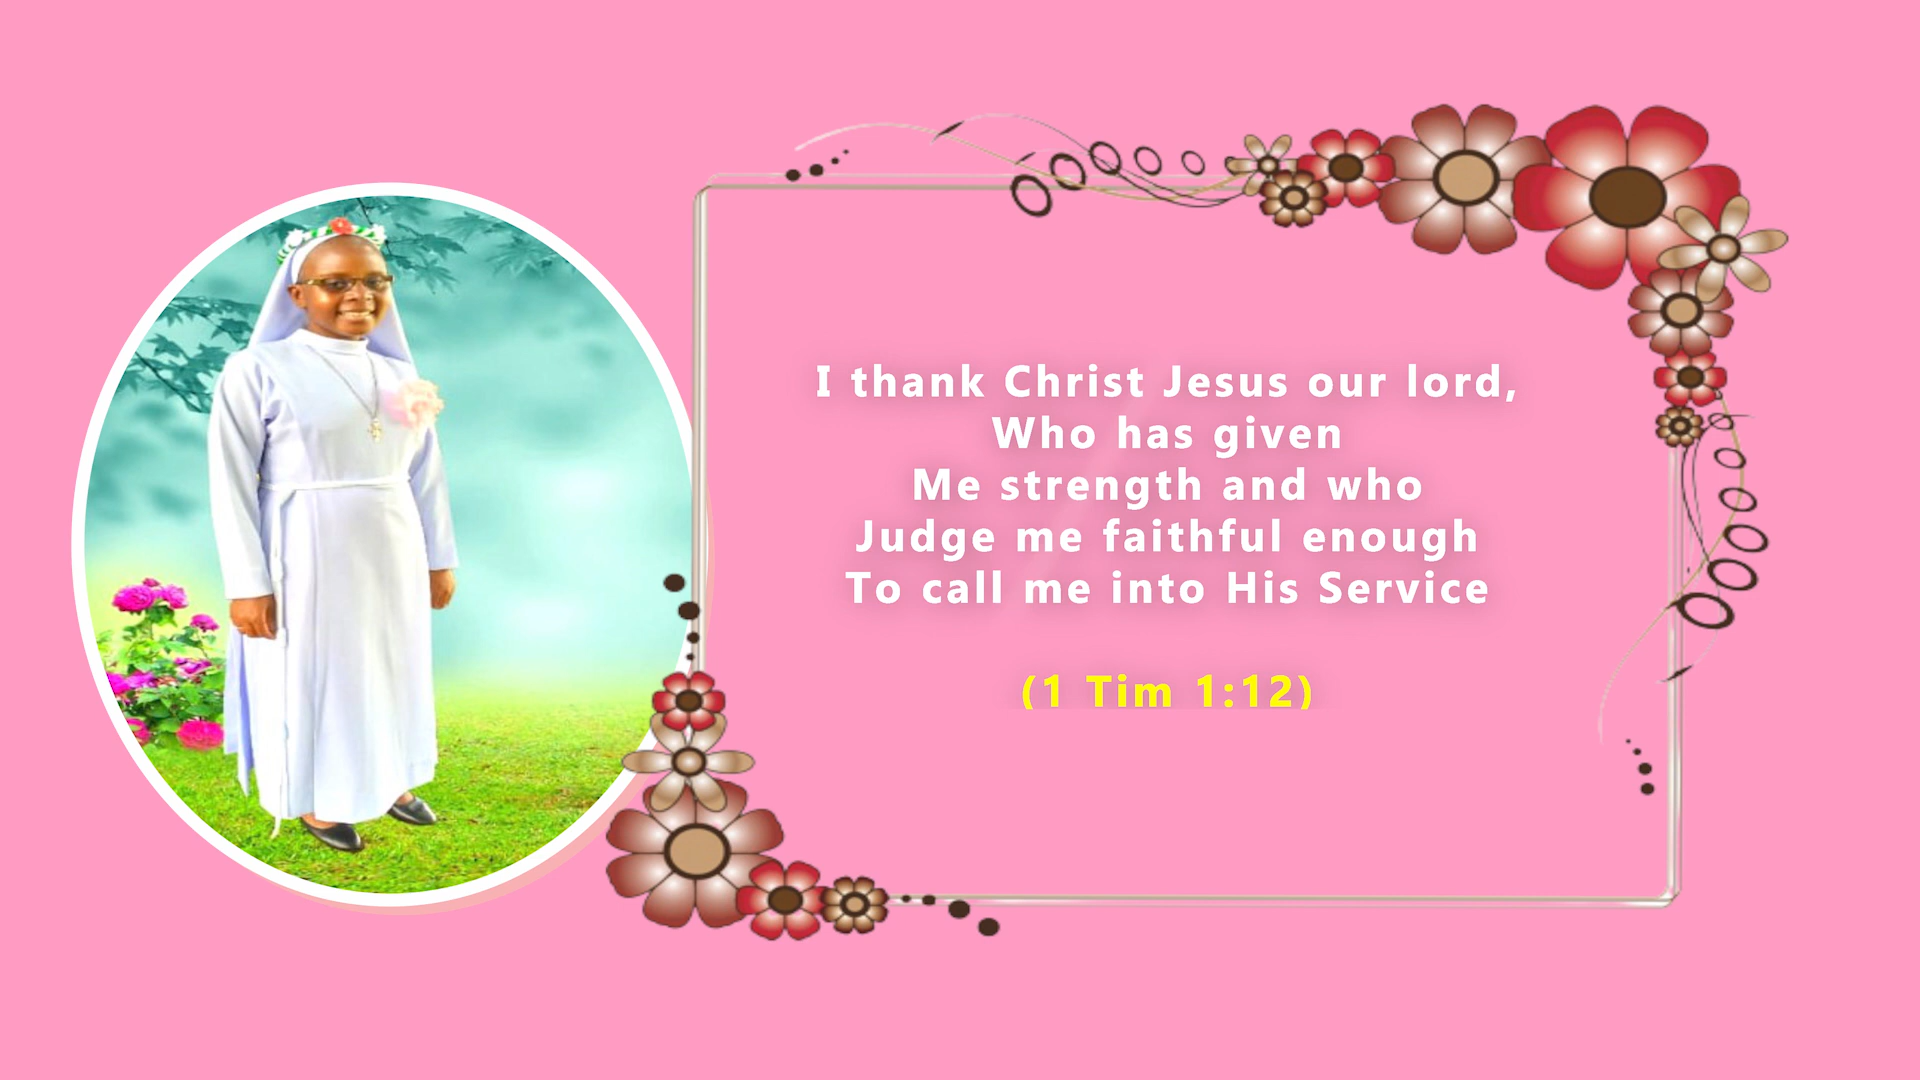 I thank Christ Jesus our lord,
Who has given
Me strength and who
Judge me faithful enough
To call me into His Service
(1 Tim 1:12)